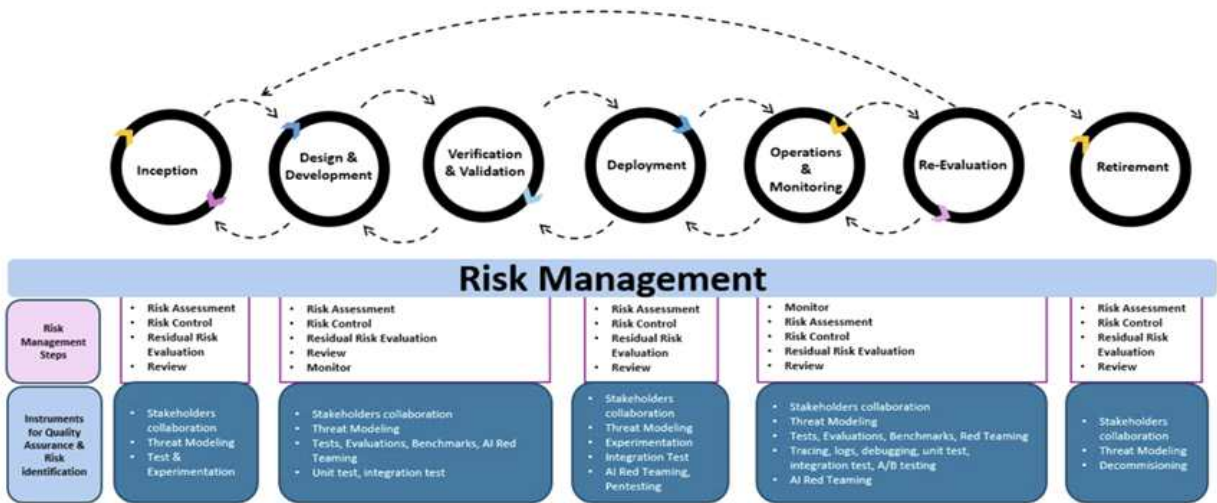 Inception
Design &
Development
Verification
& Validation
Deployment
Operations
&
Monitoring
Re-Evaluation
Retirement
Risk Management
Risk
Management
Steps
• Risk Assessment
• Risk Control
• Residual Risk
Evaluation
• Review
• Risk Assessment
• Risk Control
• Residual Risk Evaluation
• Review
• Monitor
• Risk Assessment
• Risk Control
• Residual Risk
Evaluation
• Review
• Monitor
• Risk Assessment
• Risk Control
• Residual Risk Evaluation
• Review
• Risk Assessment
• Risk Control
• Residual Risk
Evaluation
• Review
Instruments
for Quality
Assurance &
Risk
identification
• Stakeholders
collaboration
• Threat Modeling
• Test &
Experimentation
• Stakeholders collaboration
• Threat Modeling
• Tests, Evaluations, Benchmarks, AI Red
Teaming
• Unit test, integration test
• Stakeholders
collaboration
• Threat Modeling
• Experimentation
• Integration Test
• AI Red Teaming,
Pentesting
• Stakeholders collaboration
• Threat Modeling
• Tests, Evaluations, Benchmarks, Red Teaming
• Tracing, logs, debugging, unit test,
integration test, A/B testing
• AI Red Teaming
• Stakeholders
collaboration
• Threat Modeling
• Decommisioning